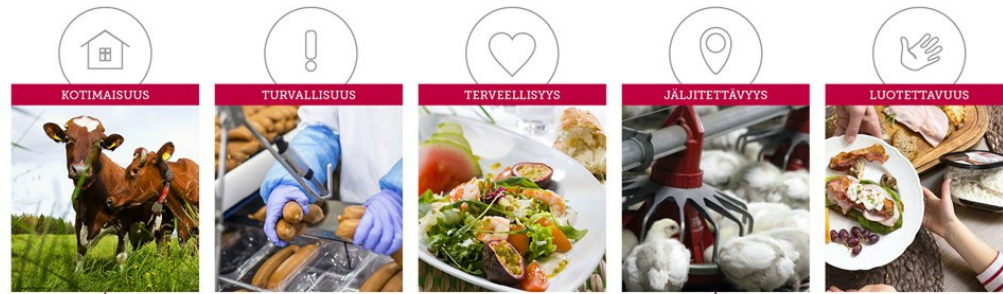 KOTIMAISUUS
TURVALLISUUS
TERVEELLISYYS
JÄLJITETTÄVYYS
LUOTETTAVUUS